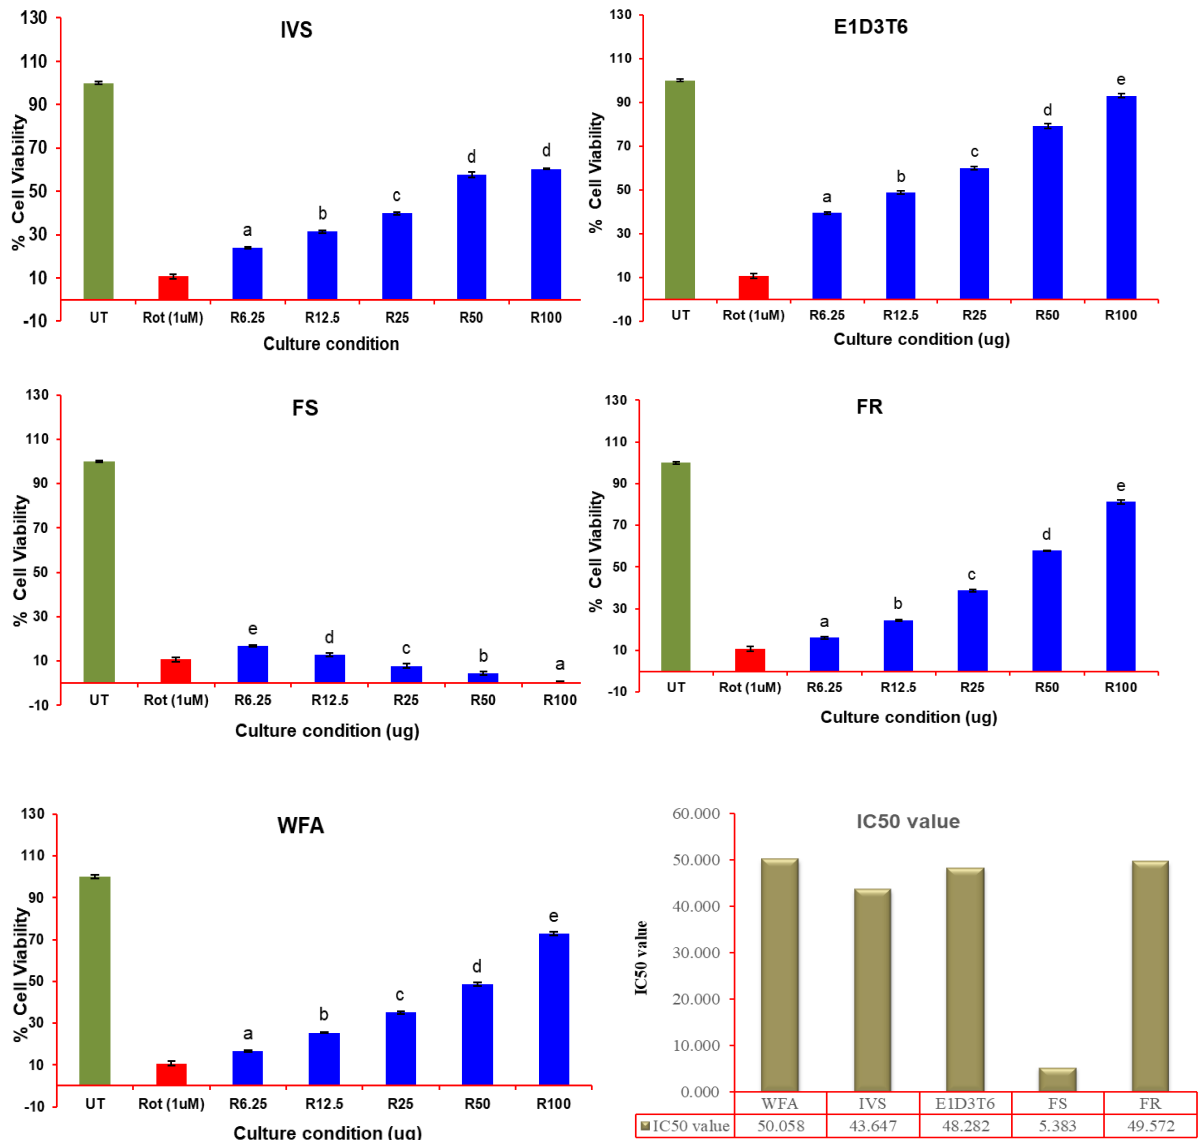 IVS
130
110
90
70
50
30
10
-10
% Cell Viability
a
b
c
d
d
UT Rot (1uM) R6.25 R12.5 R25 R50 R100
Culture condition
E1D3T6
130
110
90
70
50
30
10
-10
% Cell Viability
a
b
c
d
e
UT Rot (1uM) R6.25 R12.5 R25 R50 R100
Culture condition (ug)
FS
130
110
90
70
50
30
10
-10
% Cell Viability
e
d
c
b
a
UT Rot (1uM) R6.25 R12.5 R25 R50 R100
Culture condition (ug)
FR
130
110
90
70
50
30
10
-10
% Cell Viability
a
b
c
d
e
UT Rot (1uM) R6.25 R12.5 R25 R50 R100
Culture condition (ug)
WFA
130
110
90
70
50
30
10
-10
% Cell Viability
a
b
c
d
e
UT Rot (1uM) R6.25 R12.5 R25 R50 R100
Culture condition (ug)
IC50 value
60.000
50.000
40.000
30.000
20.000
10.000
0.000
IC50 value
WFA IVS E1D3T6 FS FR
IC50 value 50.058 43.647 48.282 5.383 49.572